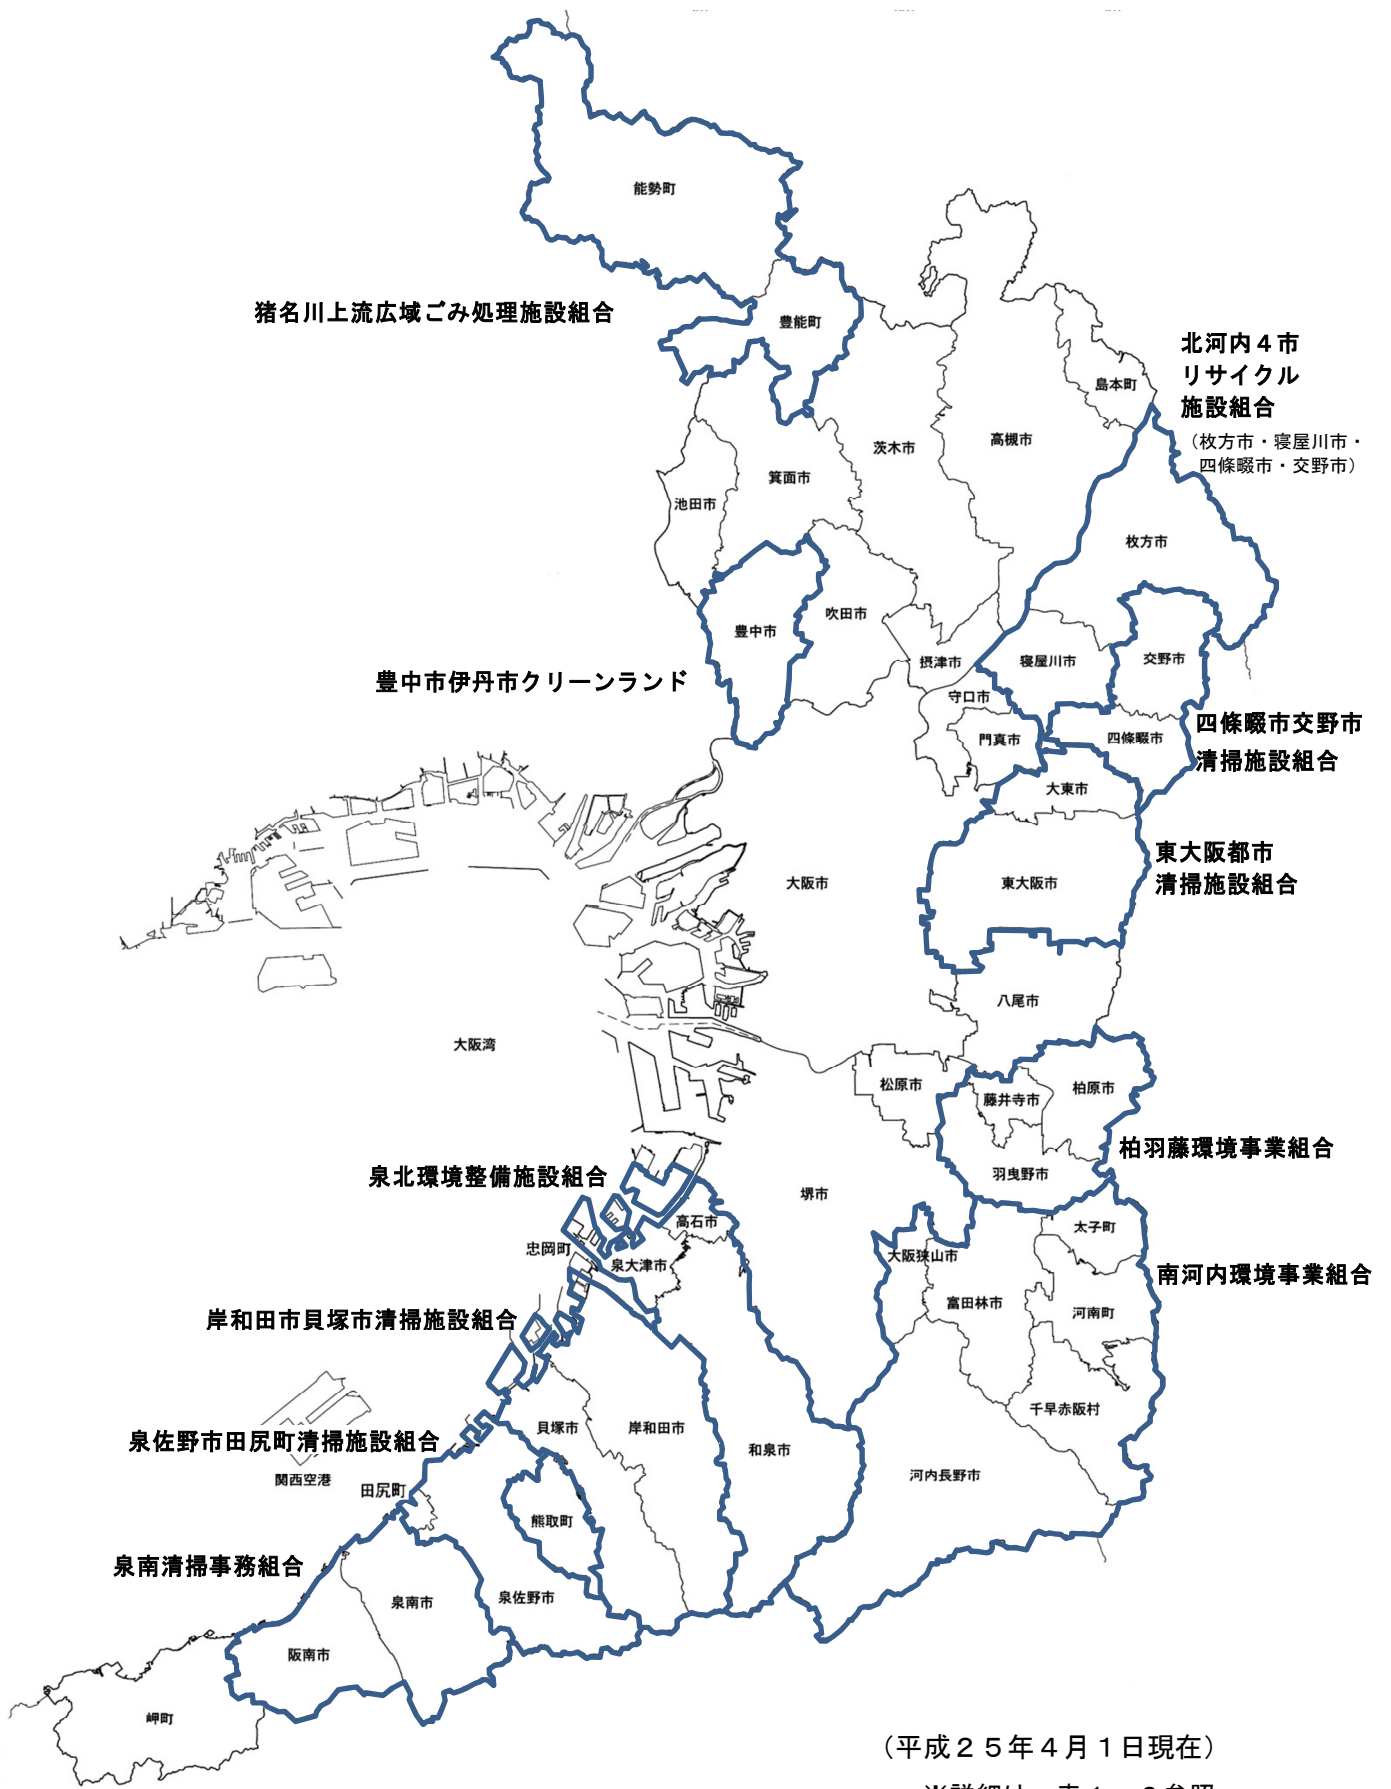 能勢町
猪名川上流広域ごみ処理施設組合
豊能町
北河内４市
リサイクル
施設組合
（枚方市・寝屋川市・
四條畷市・交野市）
島本町
高槻市
茨木市
箕面市
池田市
枚方市
吹田市
豊中市
摂津市
寝屋川市
交野市
豊中市伊丹市クリーンランド
守口市
門真市
四條畷市
四條畷市交野市
清掃施設組合
大東市
東大阪都市
清掃施設組合
大阪市
東大阪市
八尾市
大阪湾
松原市
藤井寺市
柏原市
柏羽藤環境事業組合
羽曳野市
泉北環境整備施設組合
堺市
高石市
太子町
忠岡町
泉大津市
大阪狭山市
南河内環境事業組合
富田林市
河南町
岸和田市貝塚市清掃施設組合
千早赤阪村
貝塚市
岸和田市
和泉市
泉佐野市田尻町清掃施設組合
関西空港
河内長野市
田尻町
熊取町
泉南清掃事務組合
泉南市
泉佐野市
阪南市
岬町
（平成２５年４月１日現在）